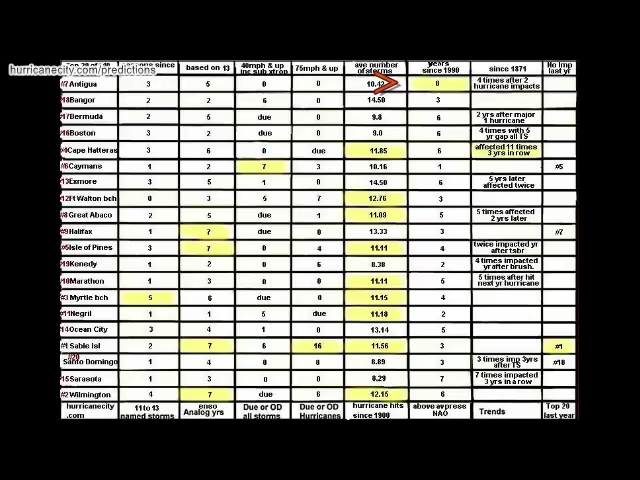 hurricanecity.com/predictions
based on 13 40mph & up inc sub xtrop 75mph & up ave number of storms years since 1990 since 1871 No Imp last yr
#7 Antigua 3 5 0 0 10.42 8 4 times after 2 hurricane impacts
#18 Bangor 2 2 6 0 14.50 3
#17 Bermuda 2 5 due 0 9.8 6 2 yrs after major 1 hurricane
#16 Boston 3 2 due 0 9.0 6 4 times with 5 yr gap all TS
#4 Cape Hatteras 3 6 0 due 11.85 6 affected 11 times 3 yrs in row
#6 Caymans 1 2 7 3 10.16 1 #5
#13 Exmore 3 5 1 0 14.50 6 5 yrs later affected twice
#12 Ft Walton bch 0 3 5 7 12.76 3
#8 Great Abaco 2 5 due 1 11.09 5 5 times affected 2 yrs later
#9 Halifax 1 7 due 0 13.33 3 #7
#5 Isle of Pines 3 7 0 4 11.11 4 twice impacted yr after tsbr
#19 Kenedy 1 2 0 6 8.38 2 4 times impacted yr after brush.
#10 Marathon 1 3 0 0 11.11 5 5 times after hit next yr hurricane
#3 Myrtle bch 5 6 due 0 11.15 4
#11 Negril 1 1 5 due 11.18 2
#14 Ocean City 3 4 1 0 13.14 5
#1 Sable Isl 2 7 6 16 11.56 3 #1
#20 Santo Domingo 1 4 0 0 8.89 3 3 times imp 3yrs after TS #18
#15 Sarasota 1 3 0 0 8.29 7 7 times impacted 3 yrs in a row
#2 Wilmington 4 7 due 6 12.15 6
hurricanecity .com 11 to 13 named storms enso Analog yrs Due or OD all storms Due or OD Hurricanes hurricane hits since 1900 above avpress NAO Trends Top 20 last year